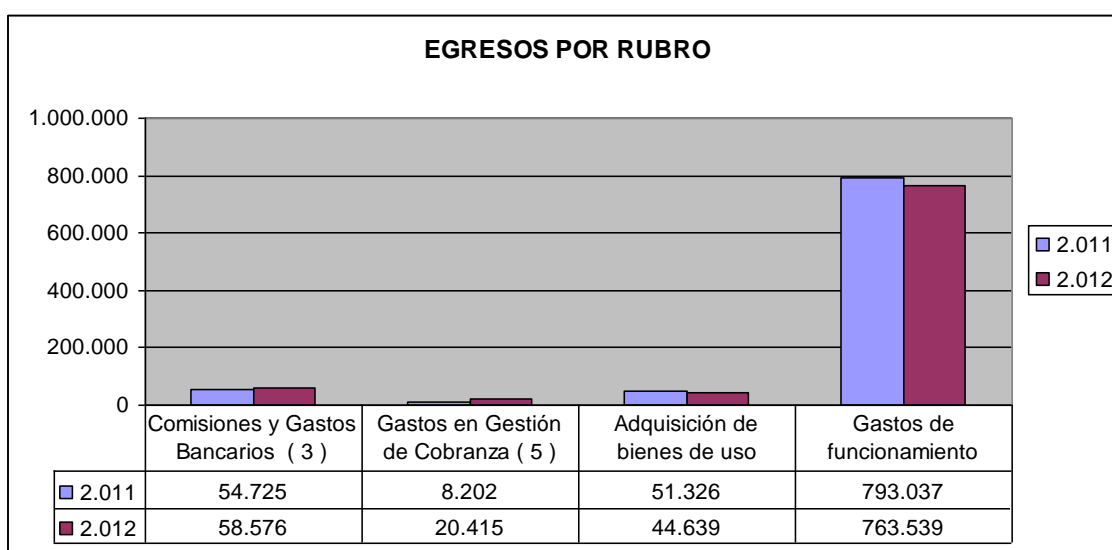 EGRESOS POR RUBRO
1.000.000
800.000
600.000
400.000
200.000
0
2.011
2.012
Comisiones y Gastos Bancarios ( 3 )
Gastos en Gestión de Cobranza ( 5 )
Adquisición de bienes de uso
Gastos de funcionamiento
2.011 54.725 8.202 51.326 793.037
2.012 58.576 20.415 44.639 763.539